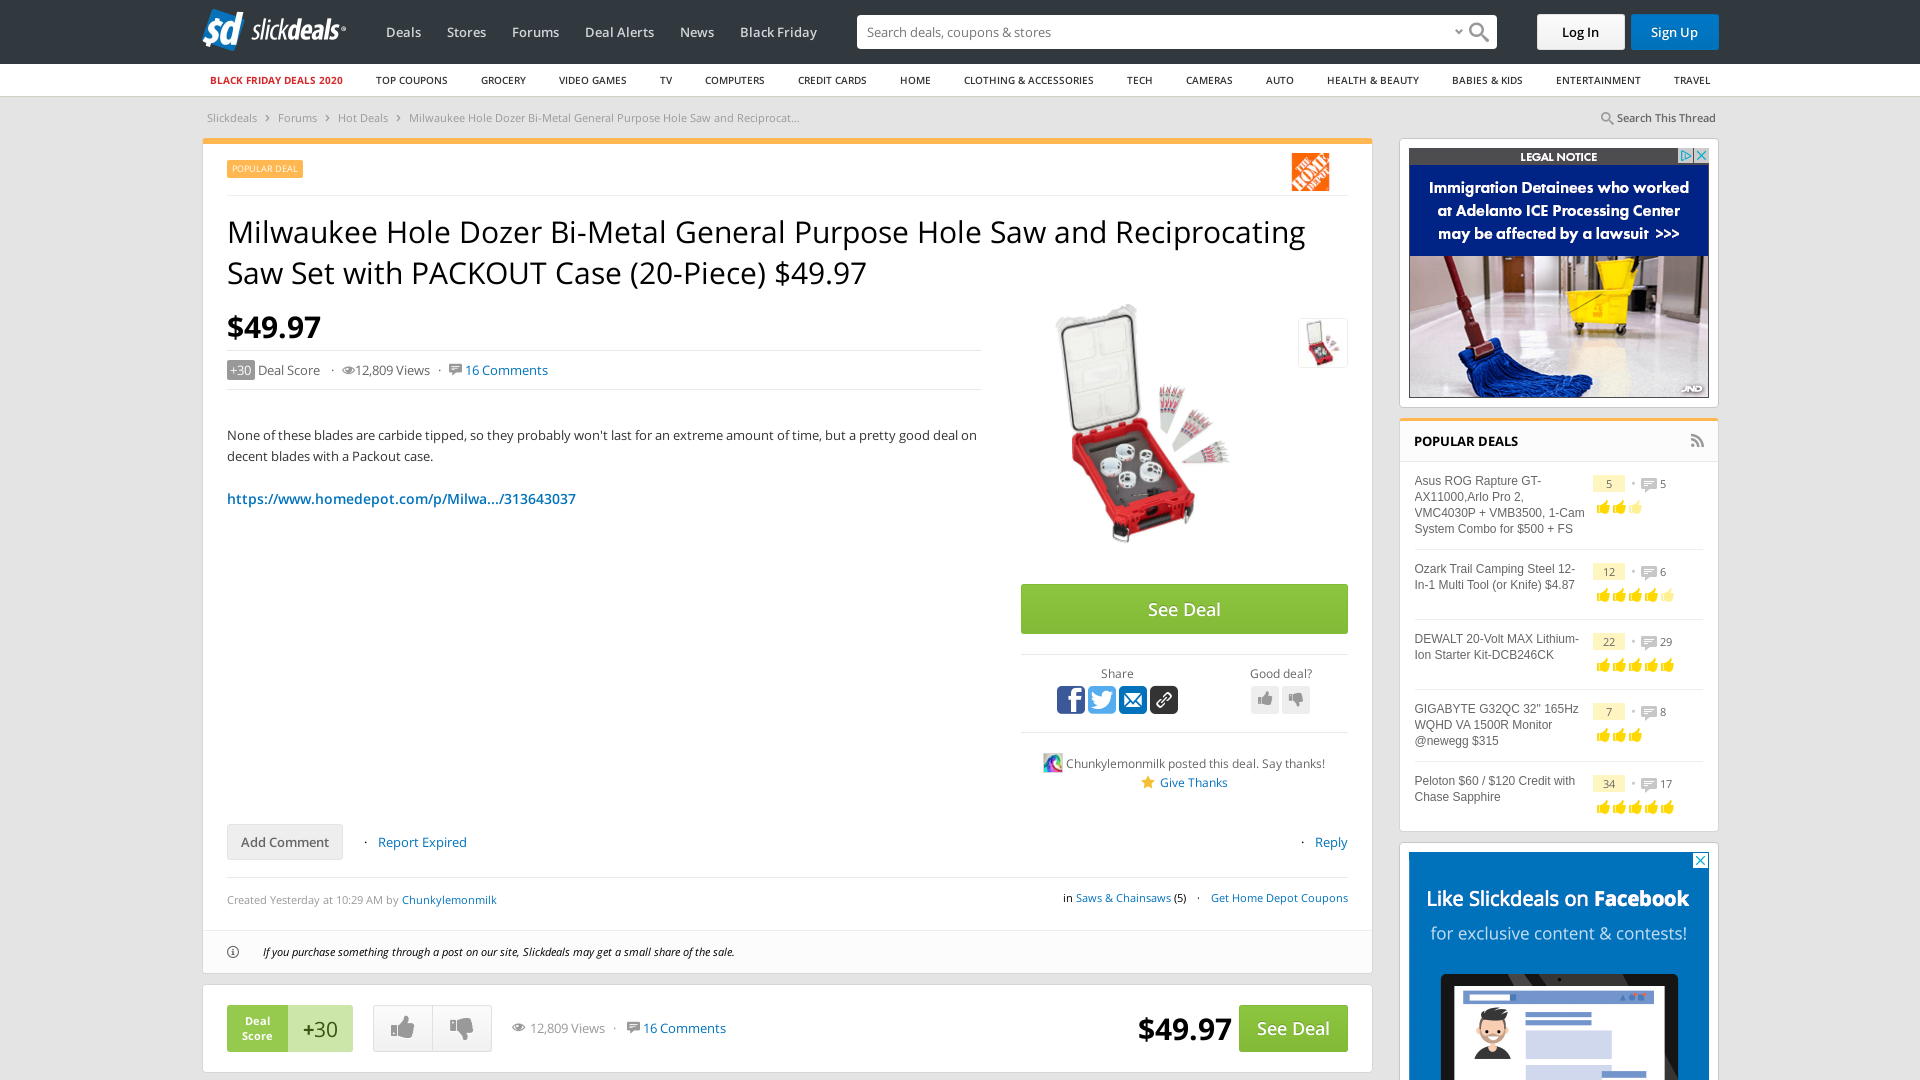 sd slickdeals
Deals
Stores
Forums
Deal Alerts
News
Black Friday
Search deals, coupons & stores
Log In
Sign Up
BLACK FRIDAY DEALS 2020
TOP COUPONS
GROCERY
VIDEO GAMES
TV
COMPUTERS
CREDIT CARDS
HOME
CLOTHING & ACCESSORIES
TECH
CAMERAS
AUTO
HEALTH & BEAUTY
BABIES & KIDS
ENTERTAINMENT
TRAVEL
Slickdeals › Forums › Hot Deals › Milwaukee Hole Dozer Bi-Metal General Purpose Hole Saw and Reciprocat...
Search This Thread
POPULAR DEAL
THE HOME DEPOT
Milwaukee Hole Dozer Bi-Metal General Purpose Hole Saw and Reciprocating
Saw Set with PACKOUT Case (20-Piece) $49.97
$49.97
+30 Deal Score · 12,809 Views · 16 Comments
None of these blades are carbide tipped, so they probably won't last for an extreme amount of time, but a pretty good deal on
decent blades with a Packout case.
https://www.homedepot.com/p/Milwa.../313643037
See Deal
Share
Good deal?
Chunkylemonmilk posted this deal. Say thanks!
Give Thanks
Add Comment
· Report Expired
· Reply
Created Yesterday at 10:29 AM by Chunkylemonmilk
in Saws & Chainsaws (5) · Get Home Depot Coupons
If you purchase something through a post on our site, Slickdeals may get a small share of the sale.
Deal
Score
+30
12,809 Views · 16 Comments
$49.97
See Deal
LEGAL NOTICE
Immigration Detainees who worked
at Adelanto ICE Processing Center
may be affected by a lawsuit >>>
JND
POPULAR DEALS
Asus ROG Rapture GT-
AX11000,Arlo Pro 2,
VMC4030P + VMB3500, 1-Cam
System Combo for $500 + FS
5 • 5
Ozark Trail Camping Steel 12-
In-1 Multi Tool (or Knife) $4.87
12 • 6
DEWALT 20-Volt MAX Lithium-
Ion Starter Kit-DCB246CK
22 • 29
GIGABYTE G32QC 32" 165Hz
WQHD VA 1500R Monitor
@newegg $315
7 • 8
Peloton $60 / $120 Credit with
Chase Sapphire
34 • 17
Like Slickdeals on Facebook
for exclusive content & contests!